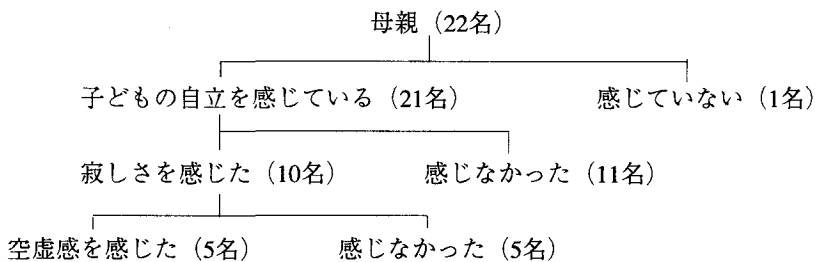 母親（22名）
子どもの自立を感じている（21名） 感じていない（1名）
寂しさを感じた（10名） 感じなかった（11名）
空虚感を感じた（5名） 感じなかった（5名）